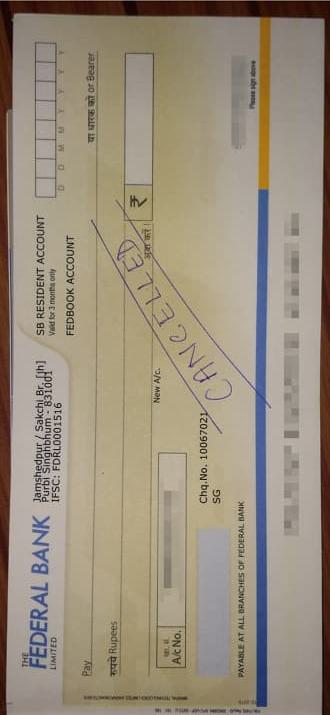 THE
FEDERAL BANK
LIMITED
Jamshedpur / Sakchi Br. [Jh]
Purbi Singhbhum - 831001
IFSC: FDRL0001516
SB RESIDENT ACCOUNT
Valid for 3 months only
FEDBOOK ACCOUNT
D D M M Y Y Y Y
Pay
या धारक को or Bearer
रुपये Rupees
अदा करें।
₹
CANCELLED
New A/c.
खा. सं.
A/c No.
Chq.No. 10067021
SG
PAYABLE AT ALL BRANCHES OF FEDERAL BANK
Please sign above